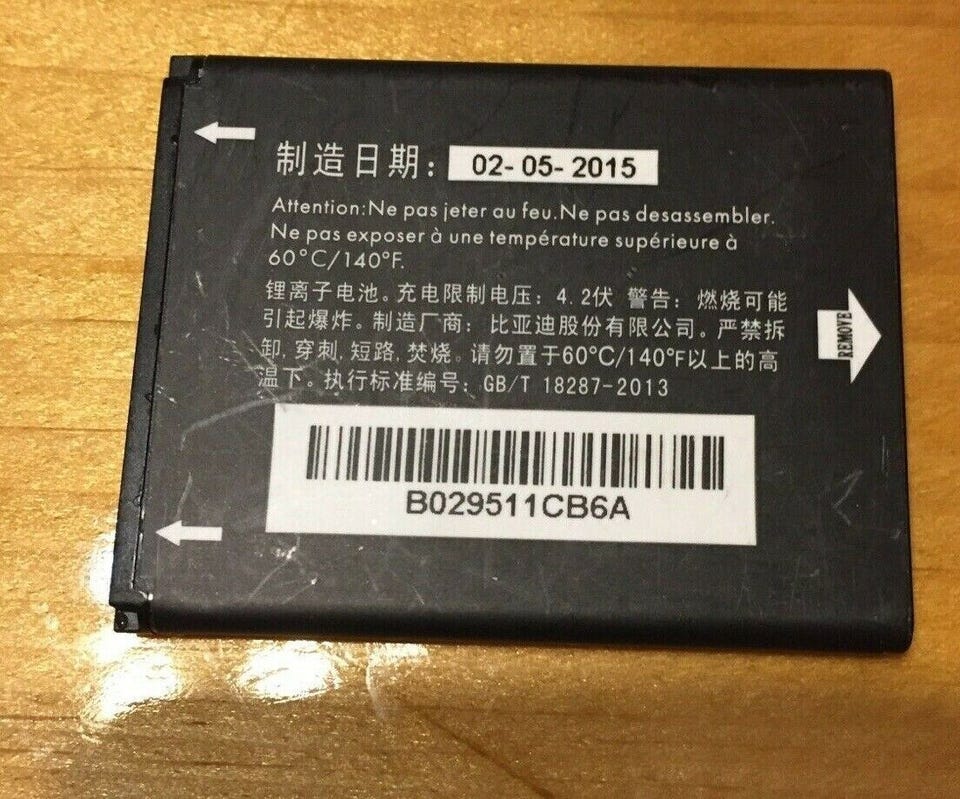 制造日期： 02- 05- 2015
Attention:Ne pas jeter au feu.Ne pas desassembler.
Ne pas exposer à une température supérieure à
60°C/140°F.
锂离子电池。充电限制电压：4.2伏 警告：燃烧可能
引起爆炸。制造厂商：比亚迪股份有限公司。严禁拆
卸,穿刺,短路,焚烧。请勿置于60°C/140°F以上的高
温下。执行标准编号：GB/T 18287-2013
REMOVE
B029511CB6A